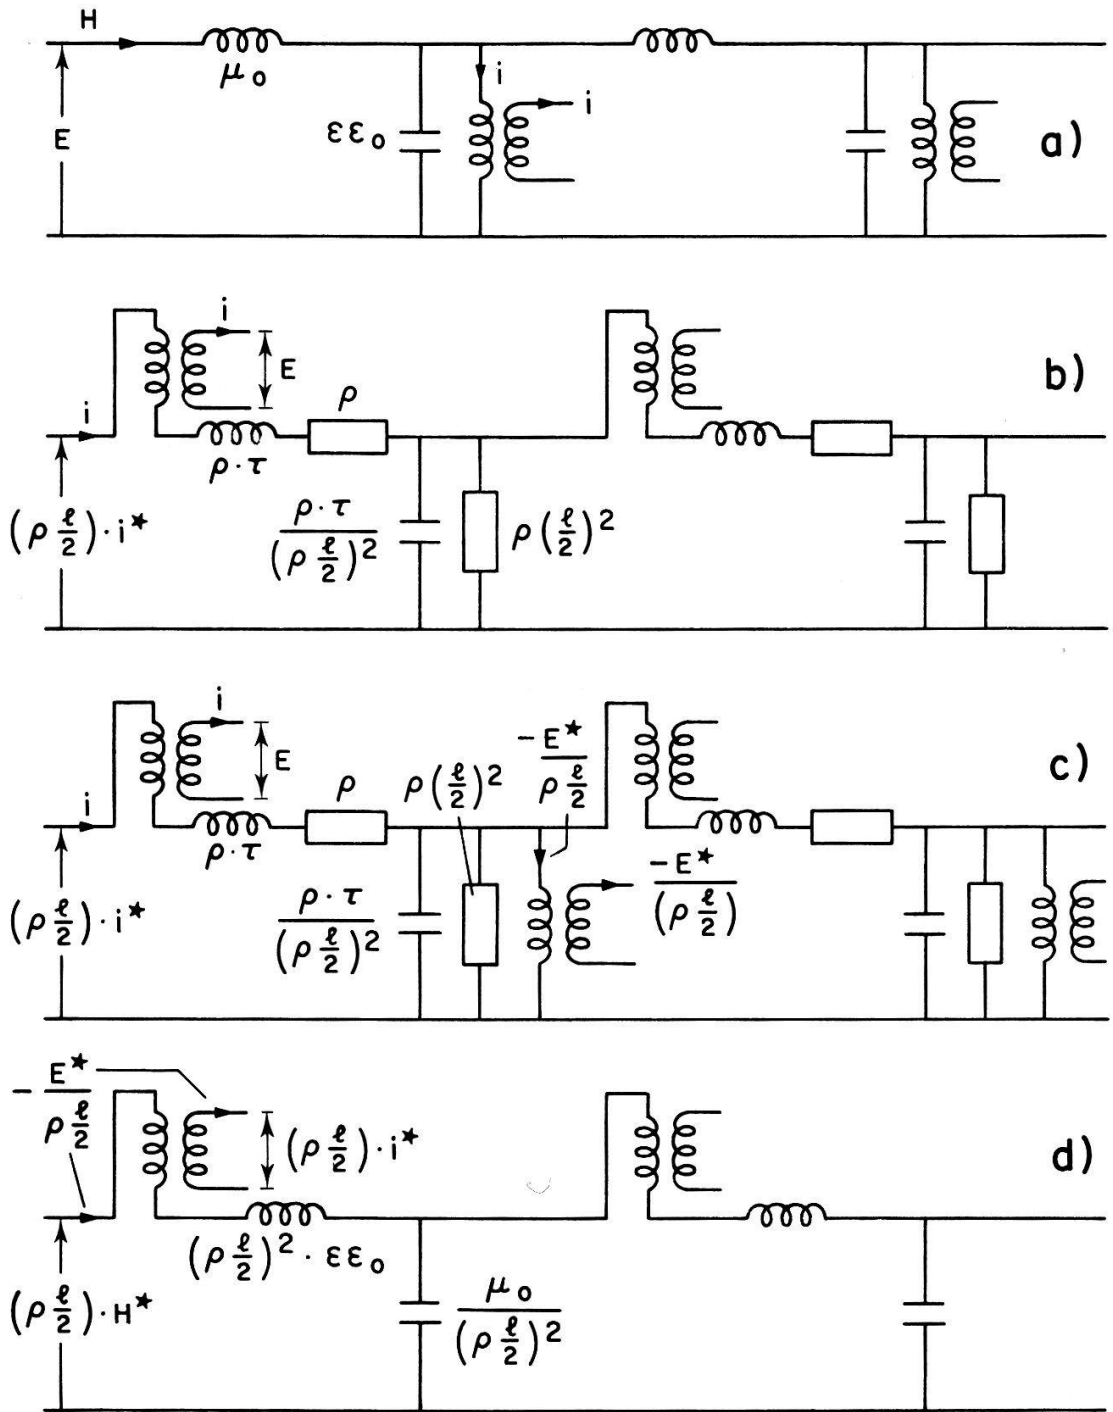 H
μ₀
i
i
E
εε₀
a)
i
E
b)
i
ρ
ρ·τ
(ρ ℓ/2)·i*
ρ·τ/(ρ ℓ/2)²
ρ(ℓ/2)²
i
E
-E*/ρ ℓ/2
c)
i
ρ
ρ(ℓ/2)²
ρ·τ
-E*/(ρ ℓ/2)
(ρ ℓ/2)·i*
ρ·τ/(ρ ℓ/2)²
-E*/ρ ℓ/2
(ρ ℓ/2)·i*
d)
(ρ ℓ/2)²·εε₀
(ρ ℓ/2)·H*
μ₀/(ρ ℓ/2)²